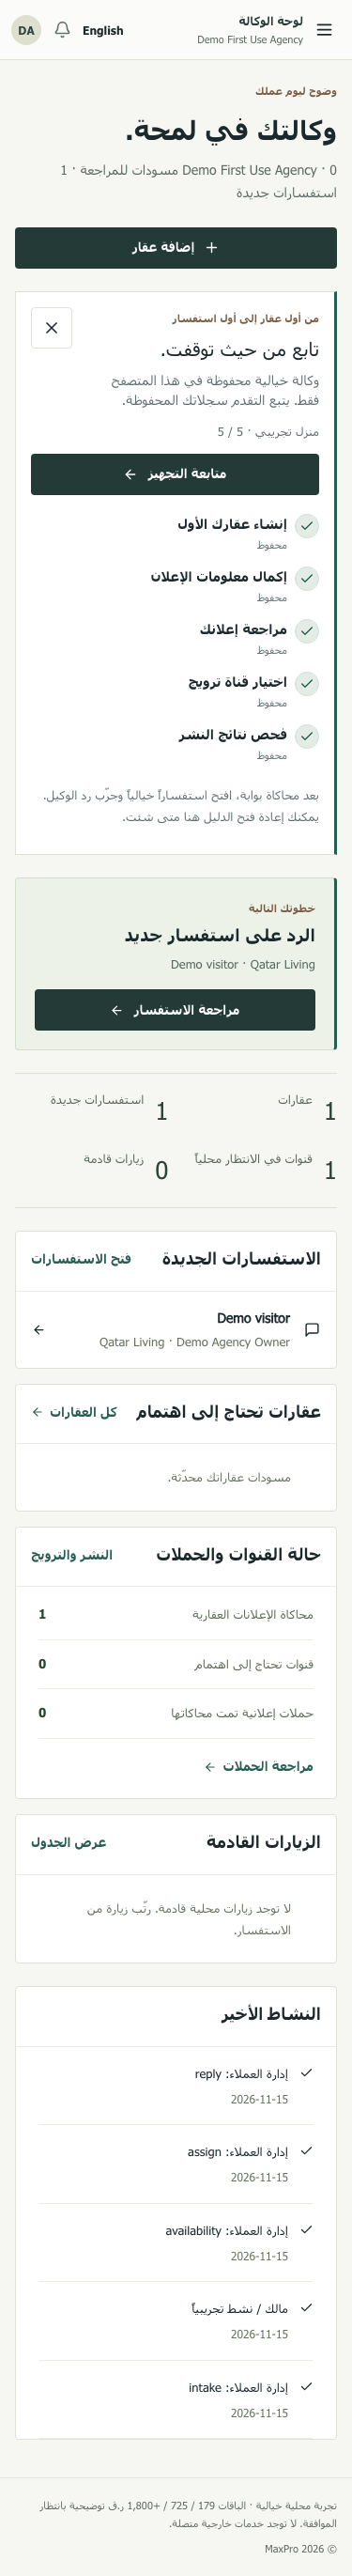 لوحة الوكالة
Demo First Use Agency
English
DA
وضوح ليوم عملك
وكالتك في لمحة.
Demo First Use Agency · 0 مسودات للمراجعة · 1
استفسارات جديدة
إضافة عقار
من أول عقار إلى أول استفسار
تابع من حيث توقفت.
وكالة خيالية محفوظة في هذا المتصفح
فقط. يتبع التقدم سجلاتك المحفوظة.
منزل تجريبي · 5 / 5
متابعة التجهيز
إنشاء عقارك الأول
محفوظ
إكمال معلومات الإعلان
محفوظ
مراجعة إعلانك
محفوظ
اختيار قناة ترويج
محفوظ
فحص نتائج النشر
محفوظ
بعد محاكاة بوابة، افتح استفساراً خيالياً وجرّب رد الوكيل.
يمكنك إعادة فتح الدليل هنا متى شئت.
خطوتك التالية
الرد على استفسار جديد
Demo visitor · Qatar Living
مراجعة الاستفسار
عقارات
1
استفسارات جديدة
1
قنوات في الانتظار محلياً
1
زيارات قادمة
0
الاستفسارات الجديدة
فتح الاستفسارات
Demo visitor
Qatar Living · Demo Agency Owner
عقارات تحتاج إلى اهتمام
كل العقارات
مسودات عقاراتك محدّثة.
حالة القنوات والحملات
النشر والترويج
محاكاة الإعلانات العقارية
1
قنوات تحتاج إلى اهتمام
0
حملات إعلانية تمت محاكاتها
0
مراجعة الحملات
الزيارات القادمة
عرض الجدول
لا توجد زيارات محلية قادمة. رتّب زيارة من
الاستفسار.
النشاط الأخير
إدارة العملاء: reply
2026-11-15
إدارة العملاء: assign
2026-11-15
إدارة العملاء: availability
2026-11-15
مالك / نشط تجريبياً
2026-11-15
إدارة العملاء: intake
2026-11-15
تجربة محلية خيالية · الباقات 179 / 725 / +1,800 ر.ق توضيحية بانتظار
الموافقة. لا توجد خدمات خارجية متصلة.
© 2026 MaxPro